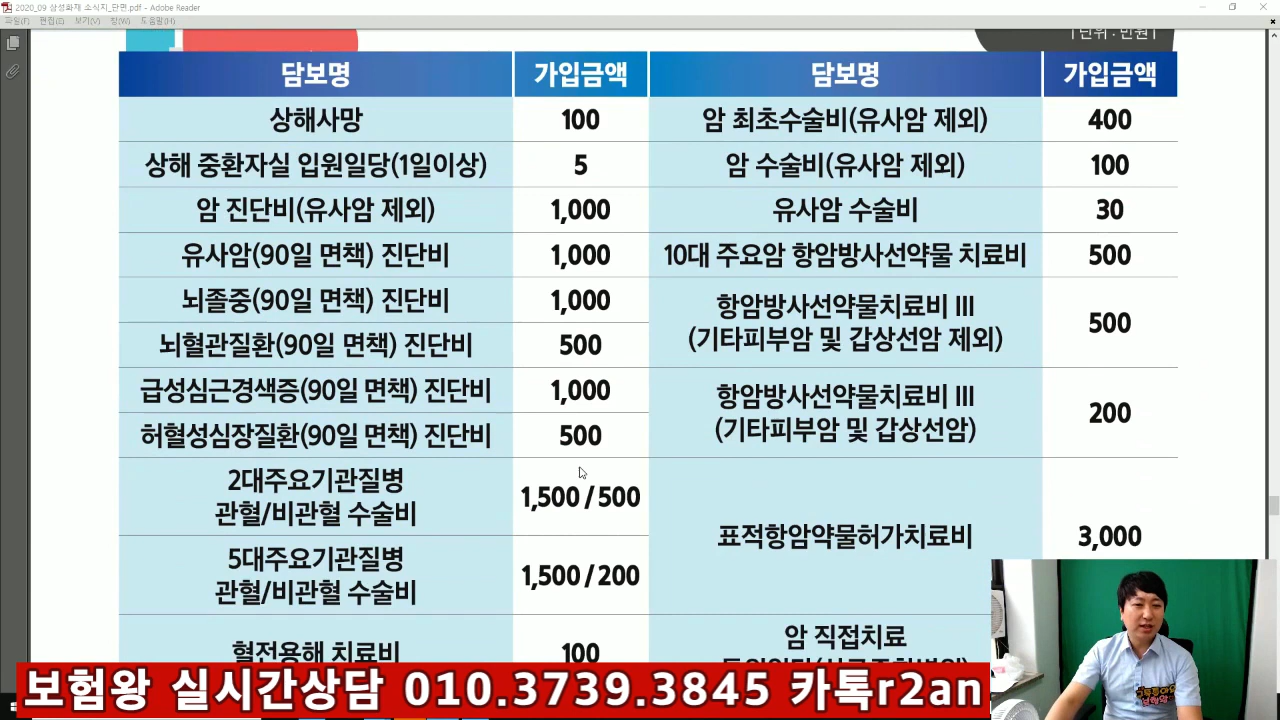 2020_09 삼성화재 소식지_단면.pdf - Adobe Reader
파일(F) 편집(E) 보기(V) 창(W) 도움말(H)
단위 : 만원
담보명 가입금액 담보명 가입금액
상해사망 100 암 최초수술비(유사암 제외) 400
상해 중환자실 입원일당(1일이상) 5 암 수술비(유사암 제외) 100
암 진단비(유사암 제외) 1,000 유사암 수술비 30
유사암(90일 면책) 진단비 1,000 10대 주요암 항암방사선약물 치료비 500
뇌졸중(90일 면책) 진단비 1,000
뇌혈관질환(90일 면책) 진단비 500
항암방사선약물치료비 III
(기타피부암 및 갑상선암 제외) 500
급성심근경색증(90일 면책) 진단비 1,000
허혈성심장질환(90일 면책) 진단비 500
항암방사선약물치료비 III
(기타피부암 및 갑상선암) 200
2대주요기관질병
관혈/비관혈 수술비 1,500 / 500
5대주요기관질병
관혈/비관혈 수술비 1,500 / 200
표적항암약물허가치료비 3,000
혈전용해 치료비 100
암 직접치료
보험왕 실시간상담 010.3739.3845 카톡r2an